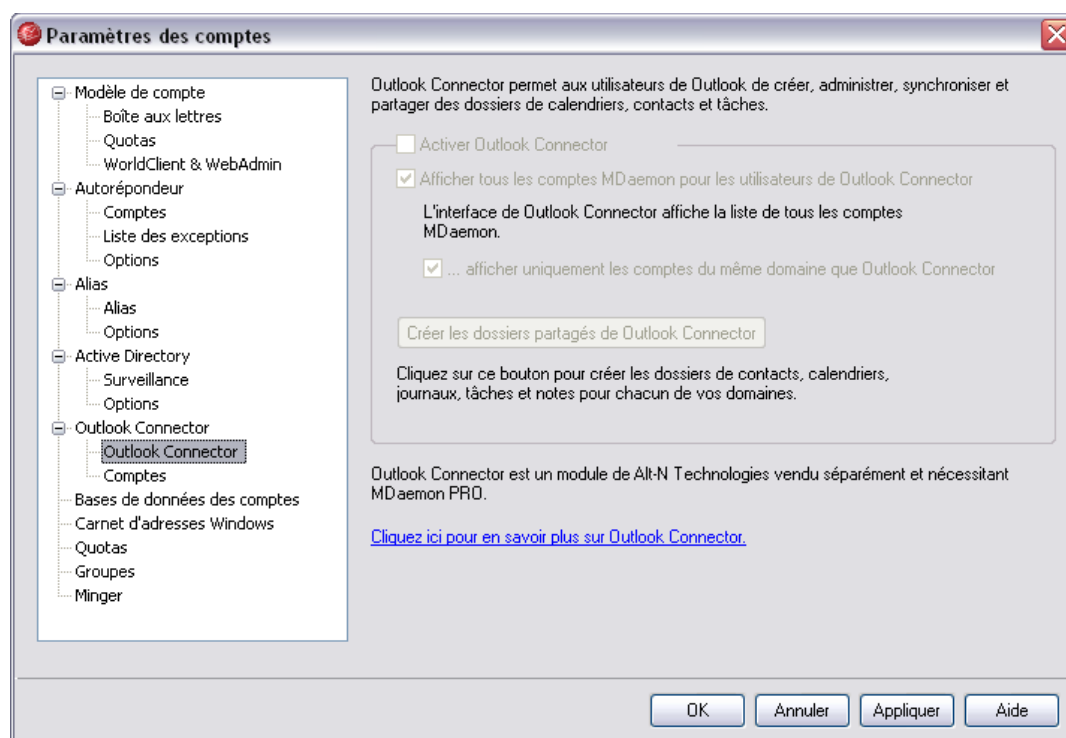 Paramètres des comptes
Modèle de compte
Boîte aux lettres
Quotas
WorldClient & WebAdmin
Autorépondeur
Comptes
Liste des exceptions
Options
Alias
Alias
Options
Active Directory
Surveillance
Options
Outlook Connector
Outlook Connector
Comptes
Bases de données des comptes
Carnet d'adresses Windows
Quotas
Groupes
Minger
Outlook Connector permet aux utilisateurs de Outlook de créer, administrer, synchroniser et
partager des dossiers de calendriers, contacts et tâches.
Activer Outlook Connector
Afficher tous les comptes MDaemon pour les utilisateurs de Outlook Connector
L'interface de Outlook Connector affiche la liste de tous les comptes
MDaemon.
... afficher uniquement les comptes du même domaine que Outlook Connector
Créer les dossiers partagés de Outlook Connector
Cliquez sur ce bouton pour créer les dossiers de contacts, calendriers,
journaux, tâches et notes pour chacun de vos domaines.
Outlook Connector est un module de Alt-N Technologies vendu séparément et nécessitant
MDaemon PRO.
Cliquez ici pour en savoir plus sur Outlook Connector.
OK
Annuler
Appliquer
Aide